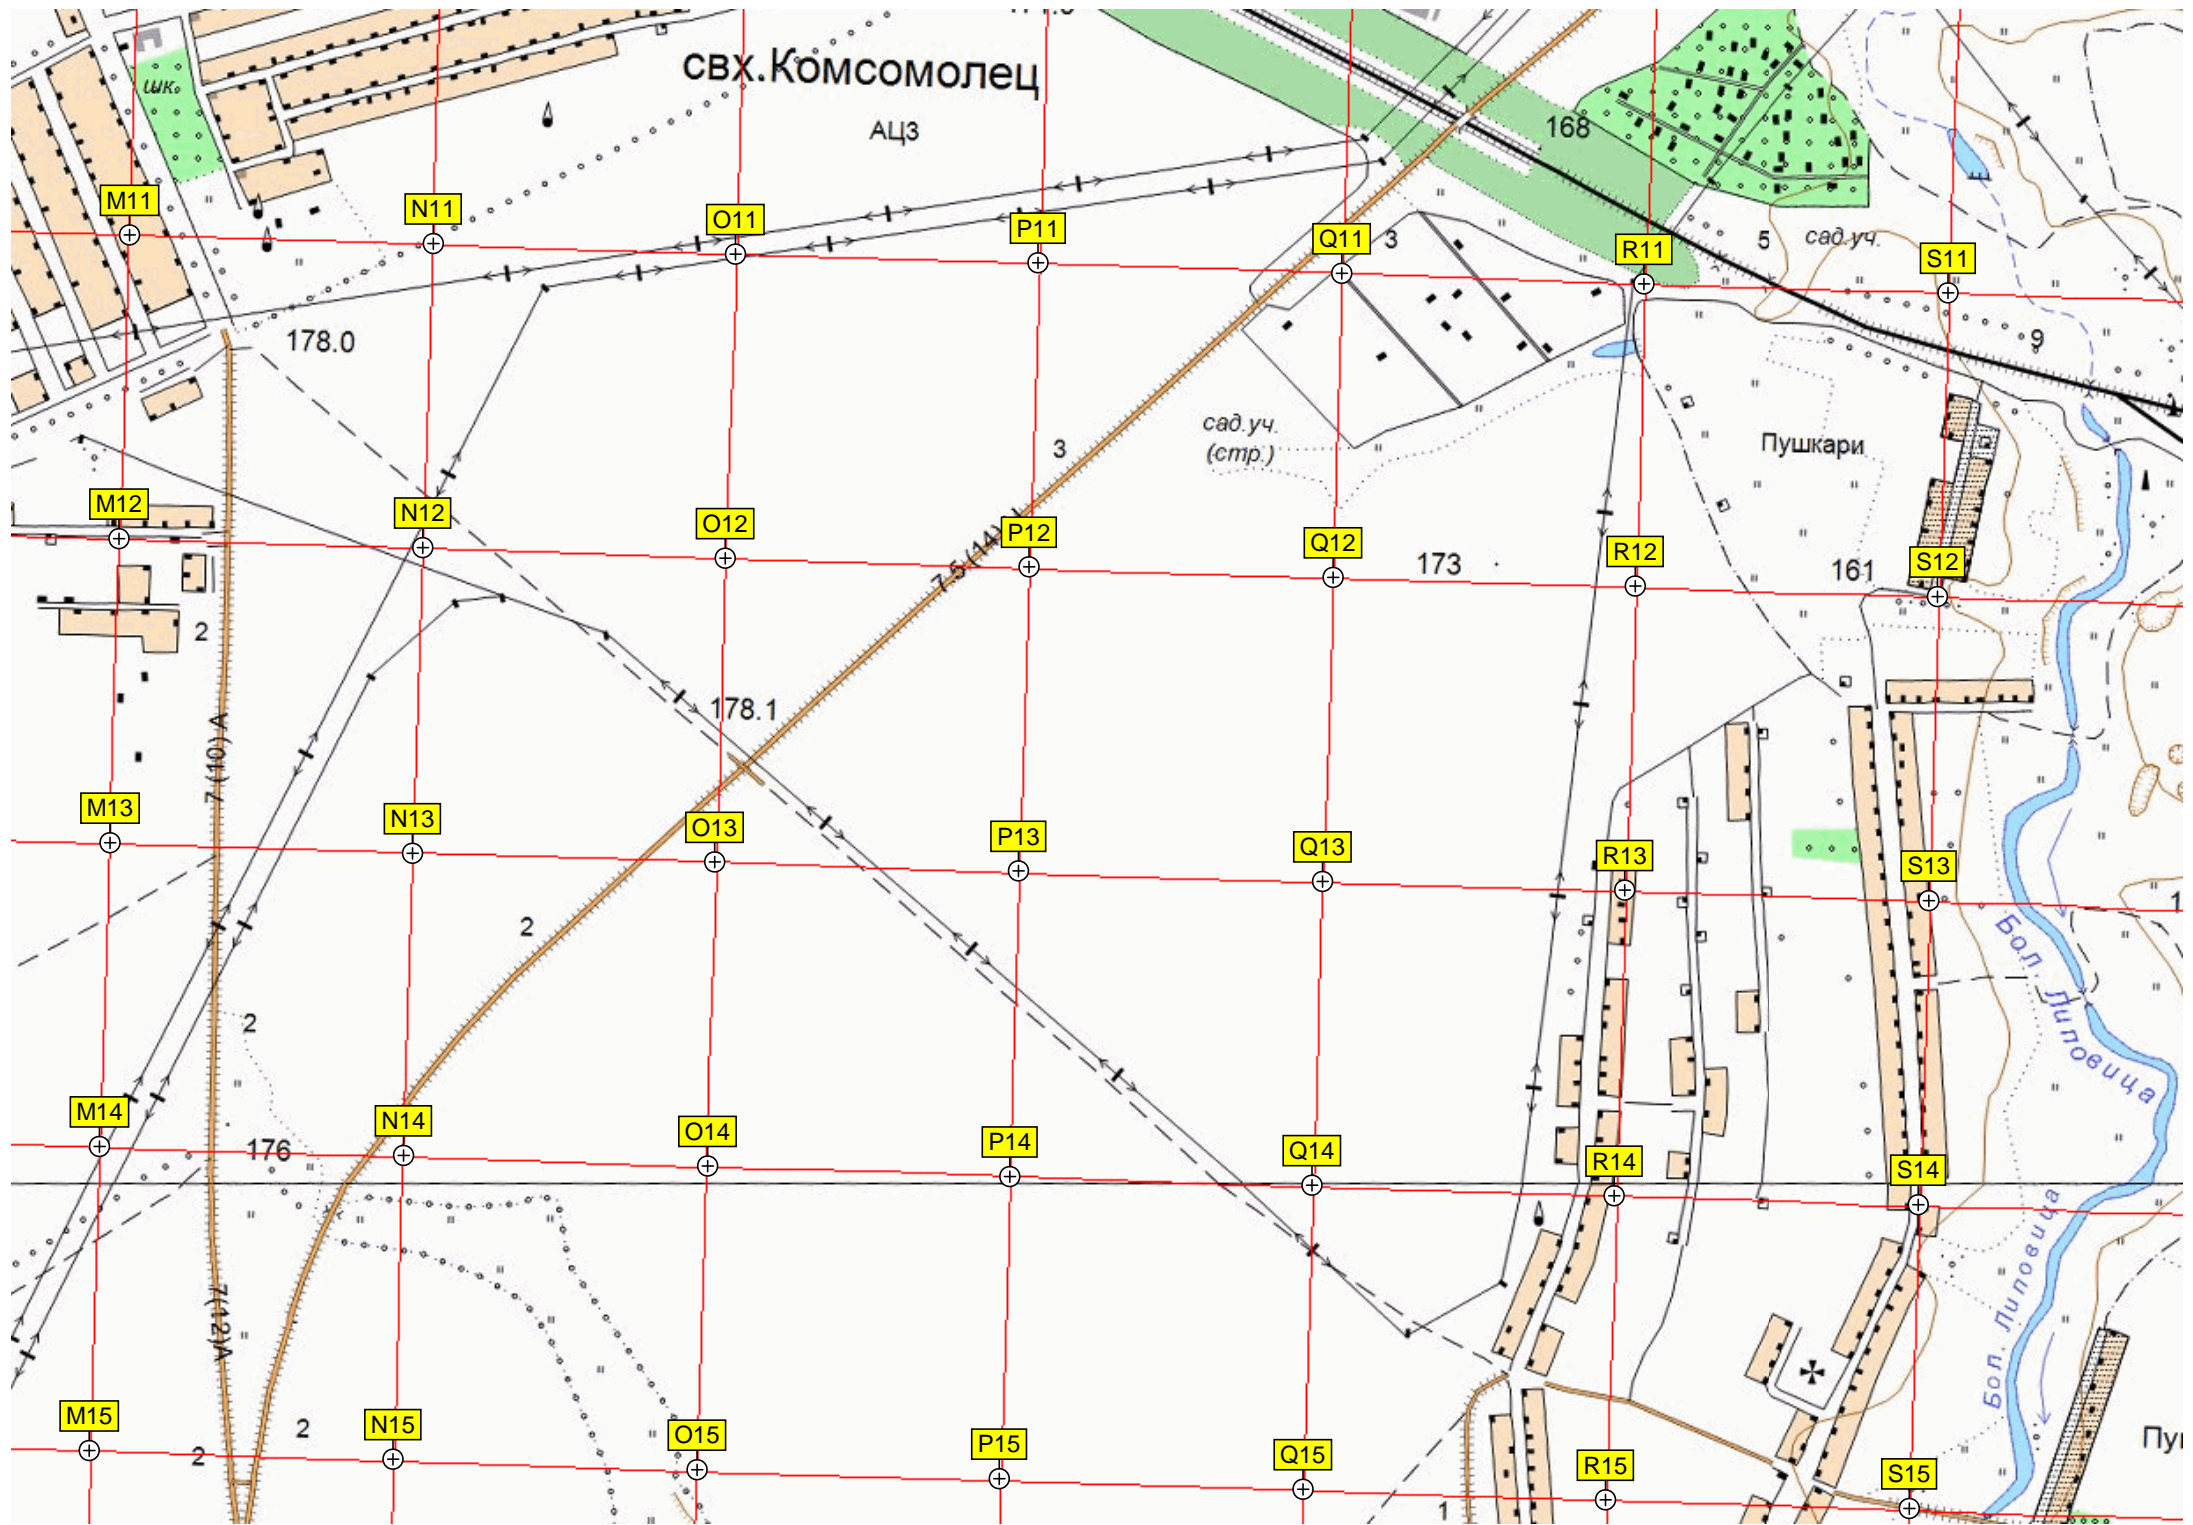 свх.Комсомолец
АЦЗ
шк.
168
M11
N11
O11
P11
Q11
3
R11
5
сад.уч.
S11
178.0
9
сад.уч.
(стр.)
3
Пушкари
M12
N12
O12
P12
Q12
173
R12
161
S12
2
178.1
7 (10) А
M13
N13
O13
P13
Q13
R13
S13
2
Бол. Липовица
2
M14
N14
O14
P14
Q14
R14
S14
176
Бол. Липовица
7 (12) А
M15
2
2
N15
O15
P15
Q15
R15
S15
1